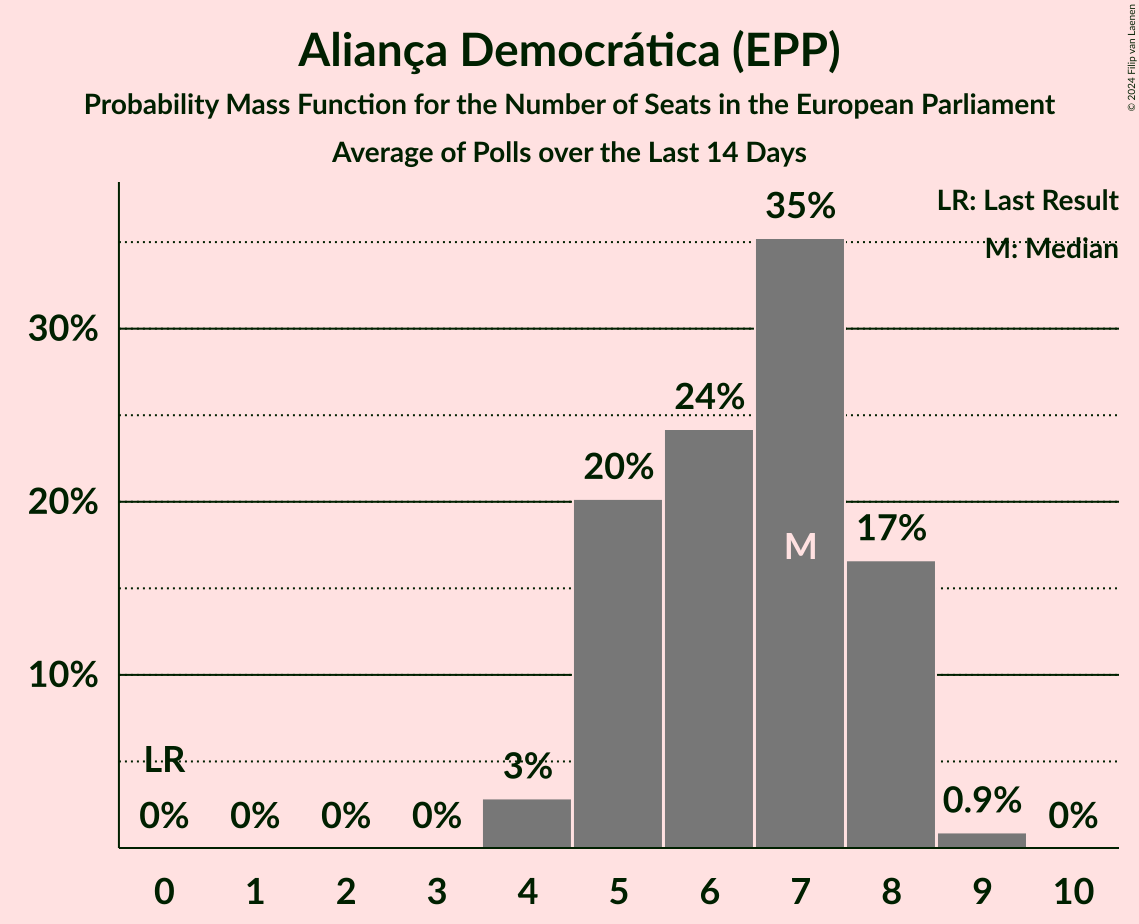 Aliança Democrática (EPP)
Probability Mass Function for the Number of Seats in the European Parliament
Average of Polls over the Last 14 Days
© 2024 Filip van Laenen
LR: Last Result
M: Median
35%
30%
24%
20%
20%
17%
M
10%
LR
3%
0%
0%
0%
0%
0.9%
0%
0 1 2 3 4 5 6 7 8 9 10